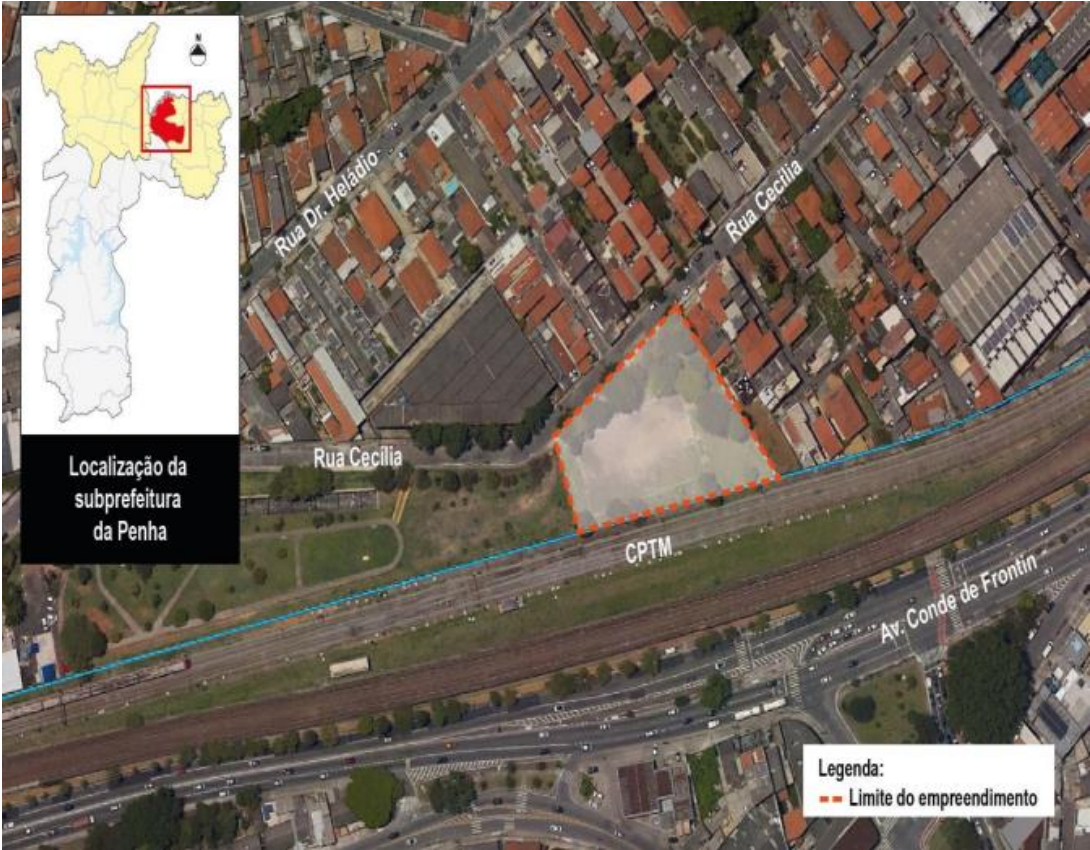 N
Localização da
subprefeitura
da Penha
Rua Dr. Heládio
Rua Cecília
Rua Cecília
CPTM
Av. Conde de Frontin
Legenda:
Limite do empreendimento